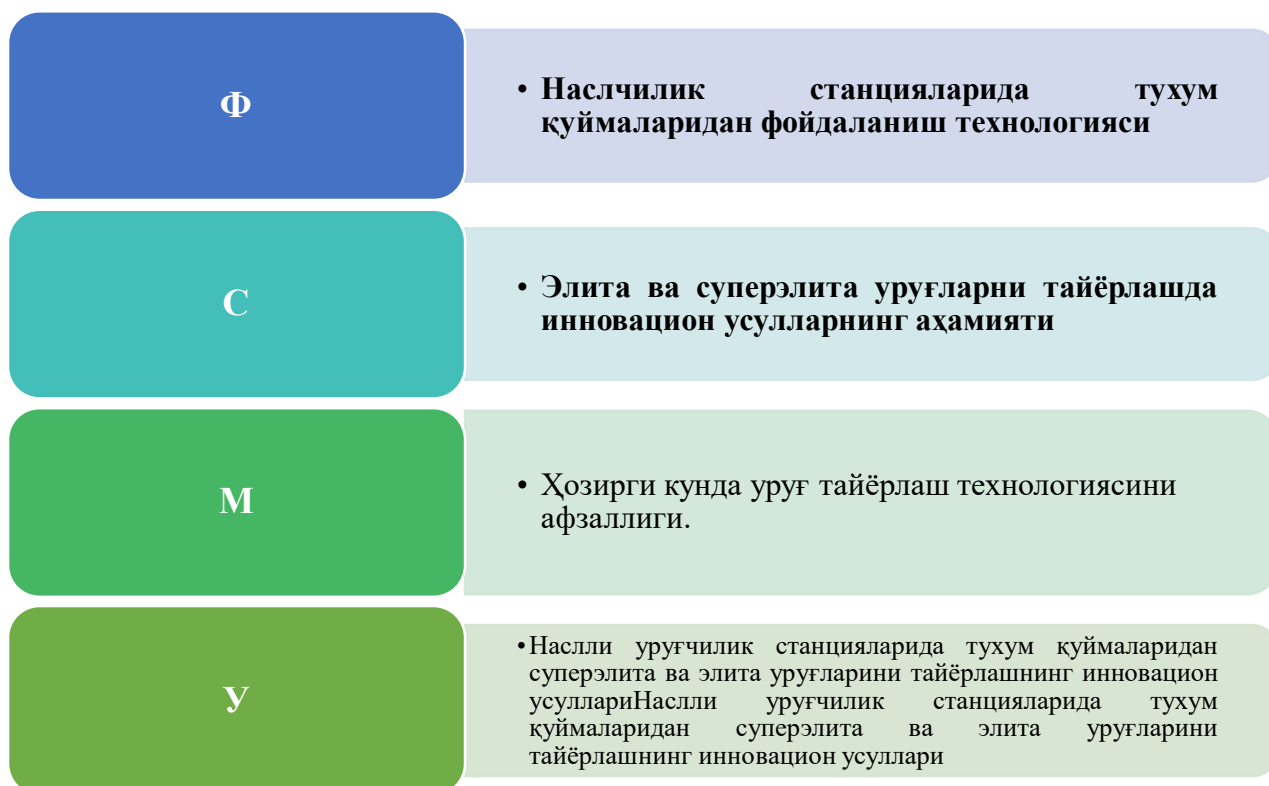 Ф
• Наслчилик станцияларида тухум
қуймаларидан фойдаланиш технологияси
С
• Элита ва суперэлита уруғларни тайёрлашда
инновацион усулларнинг аҳамияти
М
• Ҳозирги кунда уруғ тайёрлаш технологиясини
афзаллиги.
У
•Наслли уруғчилик станцияларида тухум қуймаларидан
суперэлита ва элита уруғларини тайёрлашнинг инновацион
усуллариНаслли уруғчилик станцияларида тухум
қуймаларидан суперэлита ва элита уруғларини
тайёрлашнинг инновацион усуллари